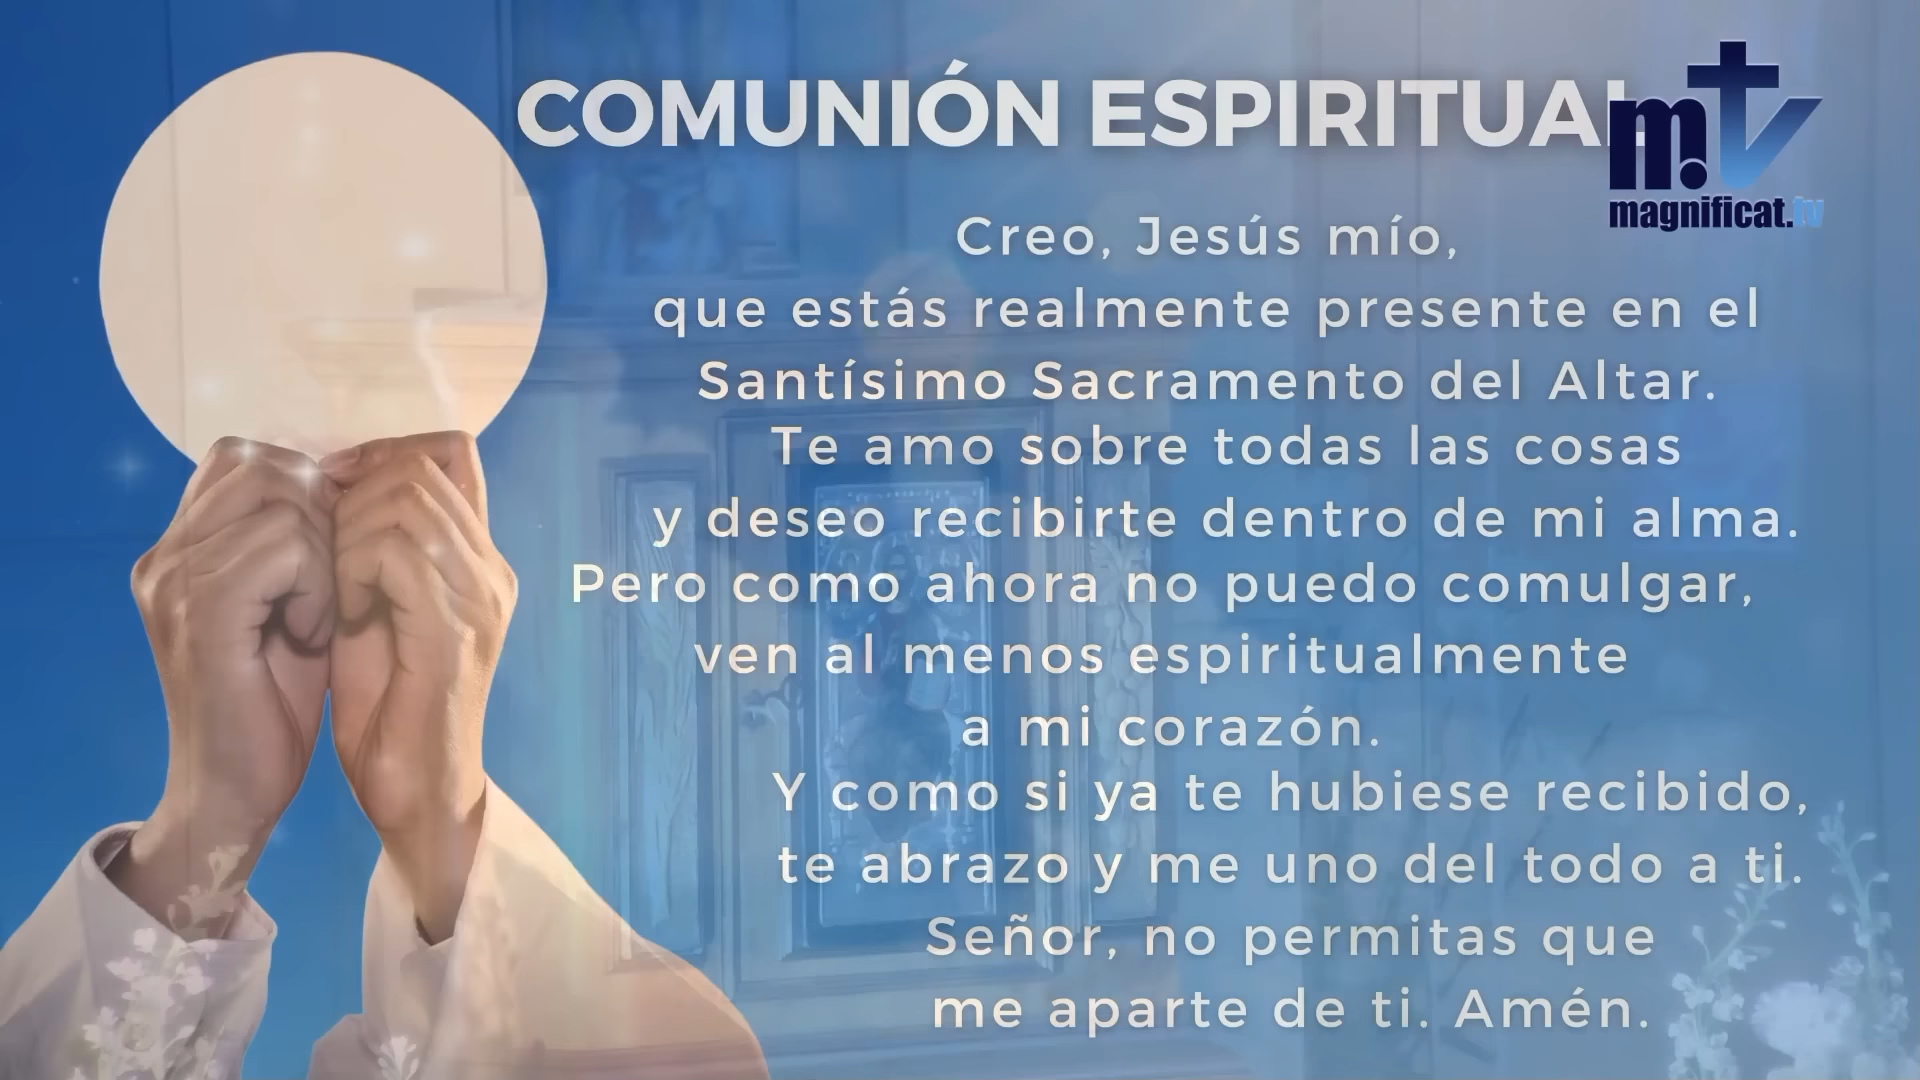 COMUNIÓN ESPIRITUAL
mtv
magnificat.tv
Creo, Jesús mío,
que estás realmente presente en el
Santísimo Sacramento del Altar.
Te amo sobre todas las cosas
y deseo recibirte dentro de mi alma.
Pero como ahora no puedo comulgar,
ven al menos espiritualmente
a mi corazón.
Y como si ya te hubiese recibido,
te abrazo y me uno del todo a ti.
Señor, no permitas que
me aparte de ti. Amén.